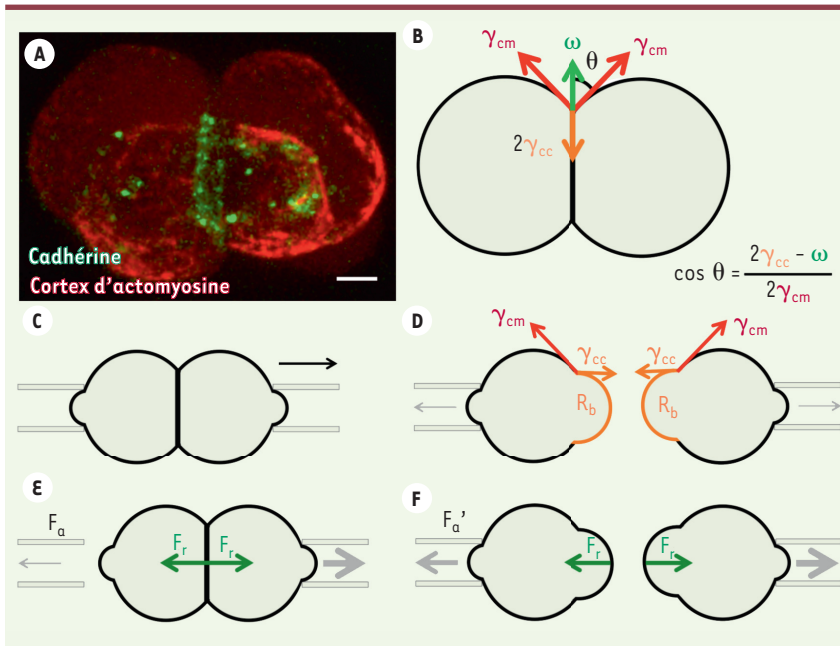 A
Cadhérine
Cortex d'actomyosine
B
γcm
ω
θ
γcm
2γcc
cos θ = 2γcc – ω
2γcm
C
D
γcm
γcc
Rb
γcc
γcm
Rb
E
Fa
Fr
Fr
F
Fa'
Fr
Fr